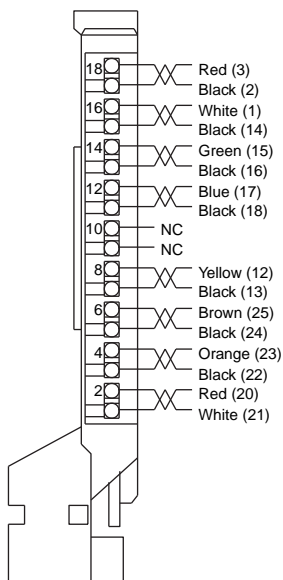 18 Red (3)
Black (2)
16 White (1)
Black (14)
14 Green (15)
Black (16)
12 Blue (17)
Black (18)
10 NC
NC
8 Yellow (12)
Black (13)
6 Brown (25)
Black (24)
4 Orange (23)
Black (22)
2 Red (20)
White (21)